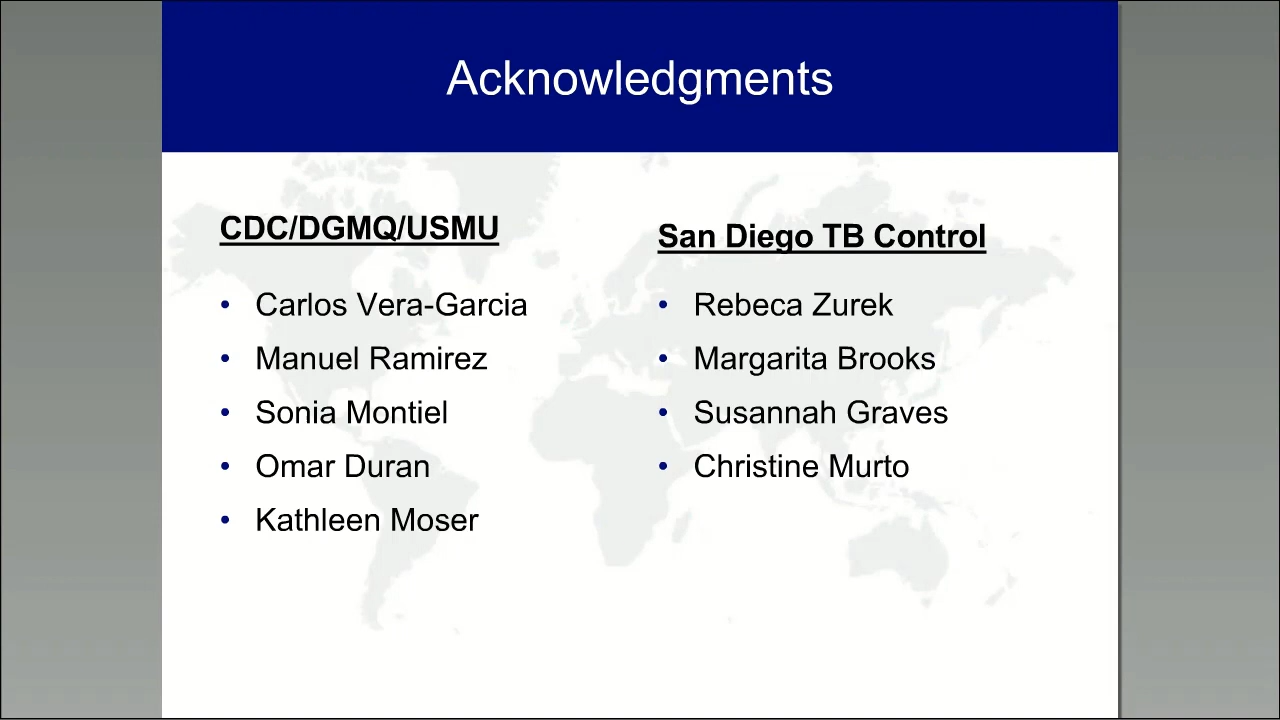 Acknowledgments
CDC/DGMQ/USMU
• Carlos Vera-Garcia
• Manuel Ramirez
• Sonia Montiel
• Omar Duran
• Kathleen Moser
San Diego TB Control
• Rebeca Zurek
• Margarita Brooks
• Susannah Graves
• Christine Murto